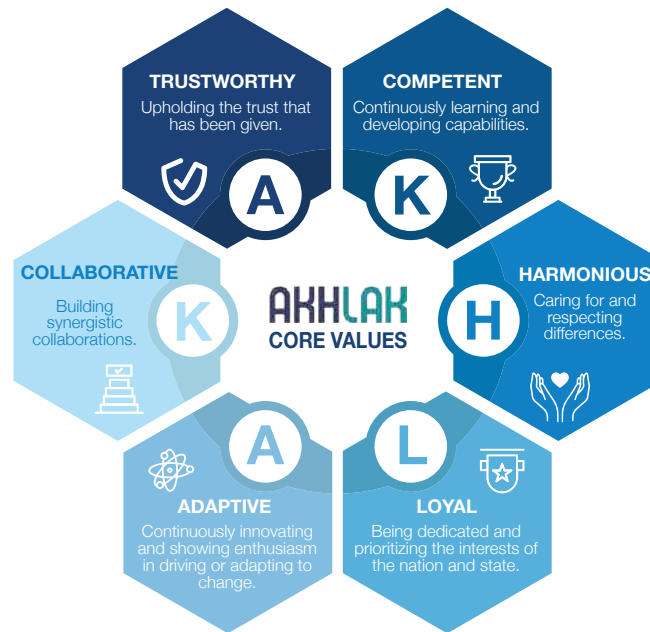 TRUSTWORTHY
Upholding the trust that
has been given.
A
COMPETENT
Continuously learning and
developing capabilities.
K
HARMONIOUS
Caring for and
respecting
differences.
H
LOYAL
Being dedicated and
prioritizing the interests of
the nation and state.
L
ADAPTIVE
Continuously innovating
and showing enthusiasm
in driving or adapting to
change.
A
COLLABORATIVE
Building
synergistic
collaborations.
K
AKHLAK
CORE VALUES